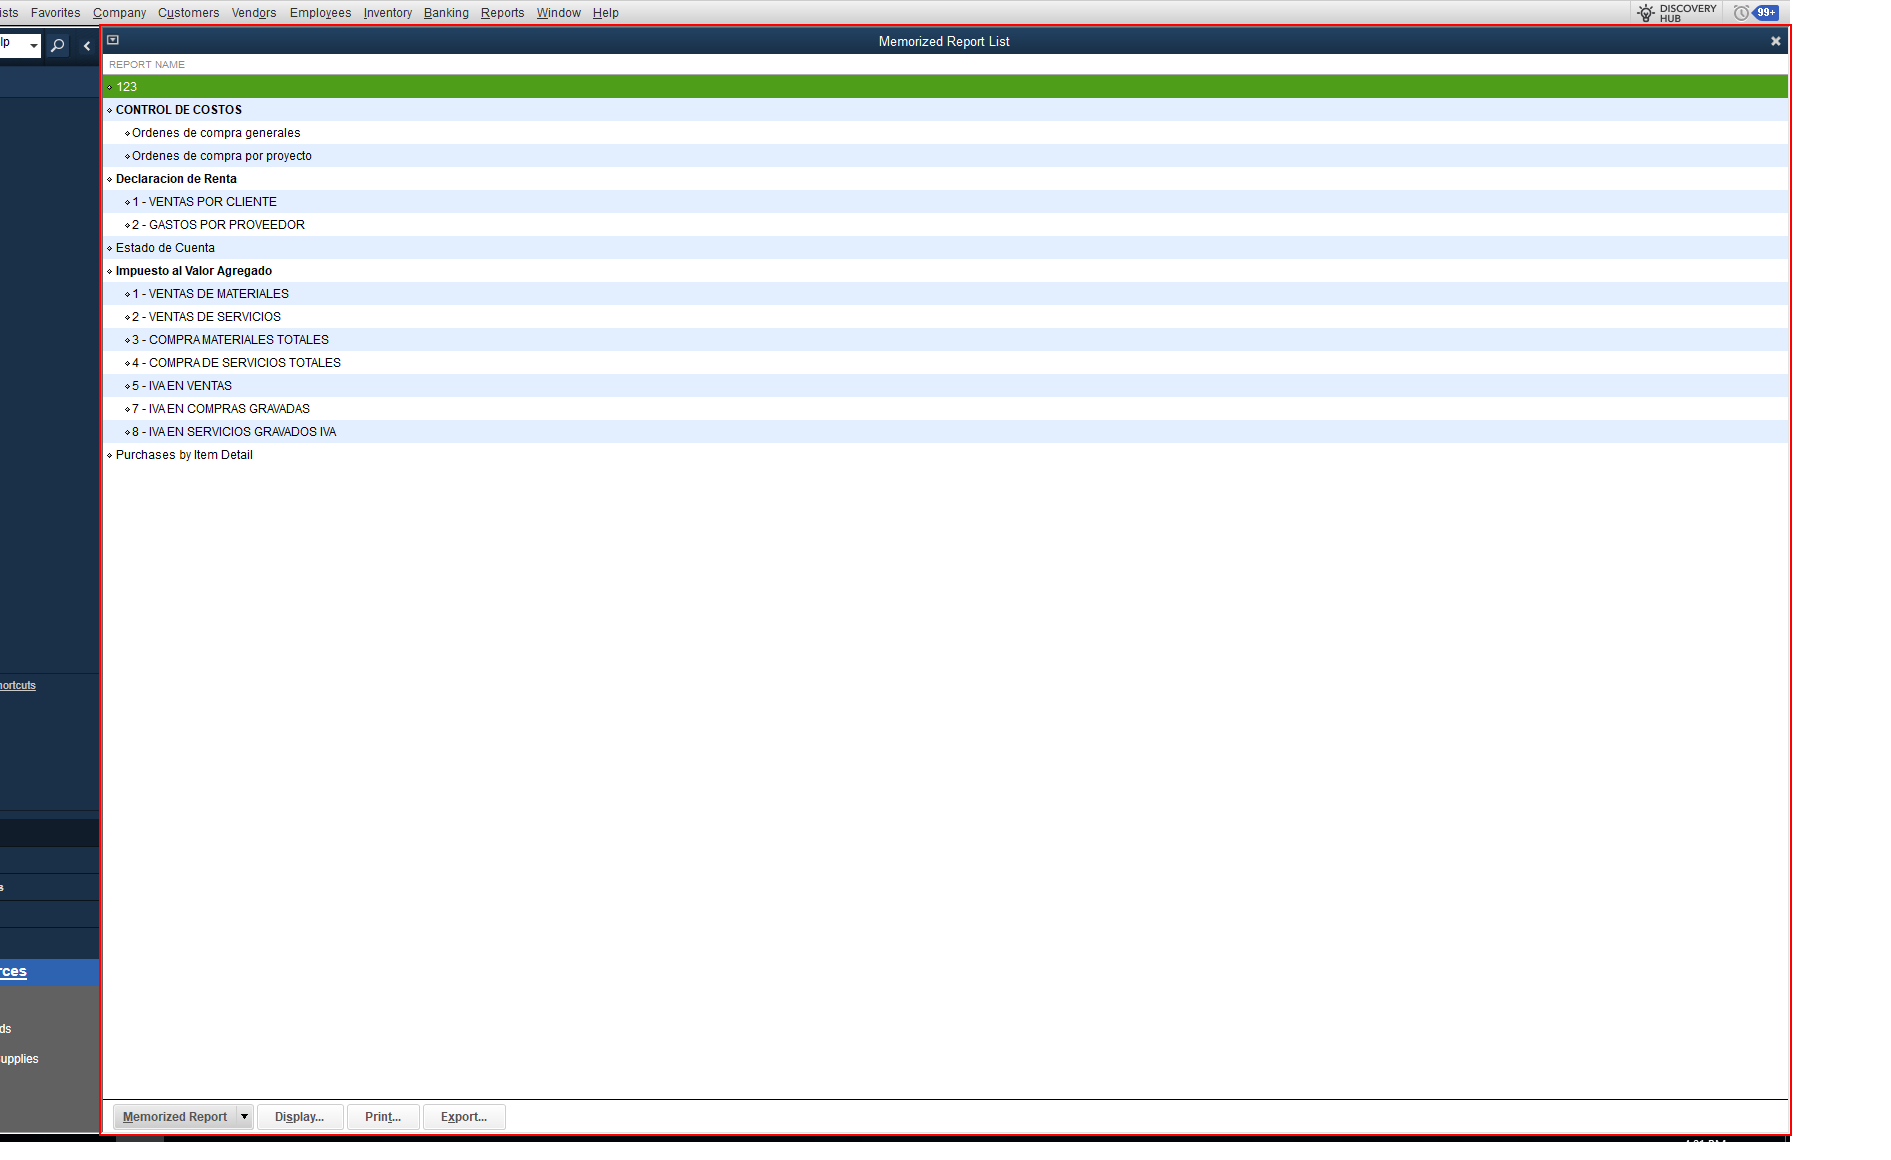 ists Favorites Company Customers Vendors Employees Inventory Banking Reports Window Help
DISCOVERY HUB
99+
lp
Memorized Report List
REPORT NAME
123
CONTROL DE COSTOS
Ordenes de compra generales
Ordenes de compra por proyecto
Declaracion de Renta
1 - VENTAS POR CLIENTE
2 - GASTOS POR PROVEEDOR
Estado de Cuenta
Impuesto al Valor Agregado
1 - VENTAS DE MATERIALES
2 - VENTAS DE SERVICIOS
3 - COMPRA MATERIALES TOTALES
4 - COMPRA DE SERVICIOS TOTALES
5 - IVA EN VENTAS
7 - IVA EN COMPRAS GRAVADAS
8 - IVA EN SERVICIOS GRAVADOS IVA
Purchases by Item Detail
hortcuts
s
rces
ds
upplies
Memorized Report Display... Print... Export...